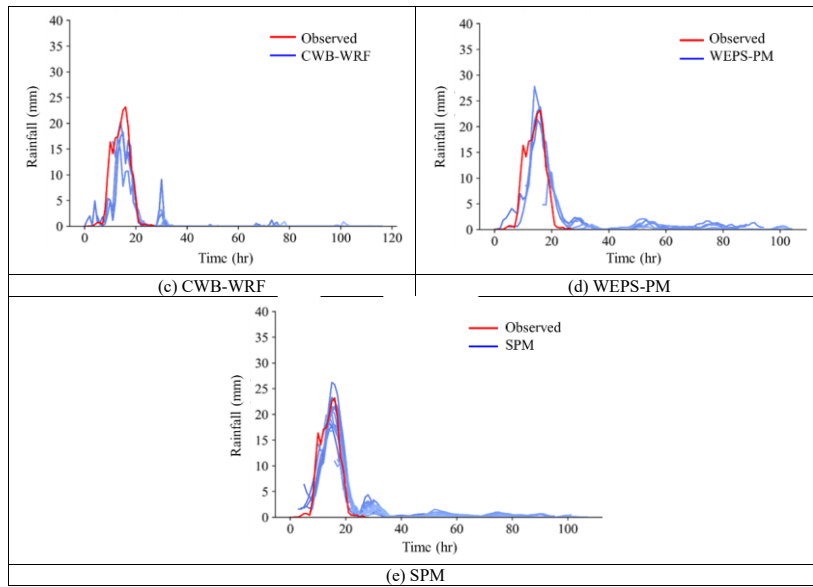 40
35
30
25
20
15
10
5
0
Rainfall (mm)
Observed
CWB-WRF
0 20 40 60 80 100 120
Time (hr)
(c) CWB-WRF
40
35
30
25
20
15
10
5
0
Rainfall (mm)
Observed
WEPS-PM
0 20 40 60 80 100
Time (hr)
(d) WEPS-PM
40
35
30
25
20
15
10
5
0
Rainfall (mm)
Observed
SPM
0 20 40 60 80 100
Time (hr)
(e) SPM